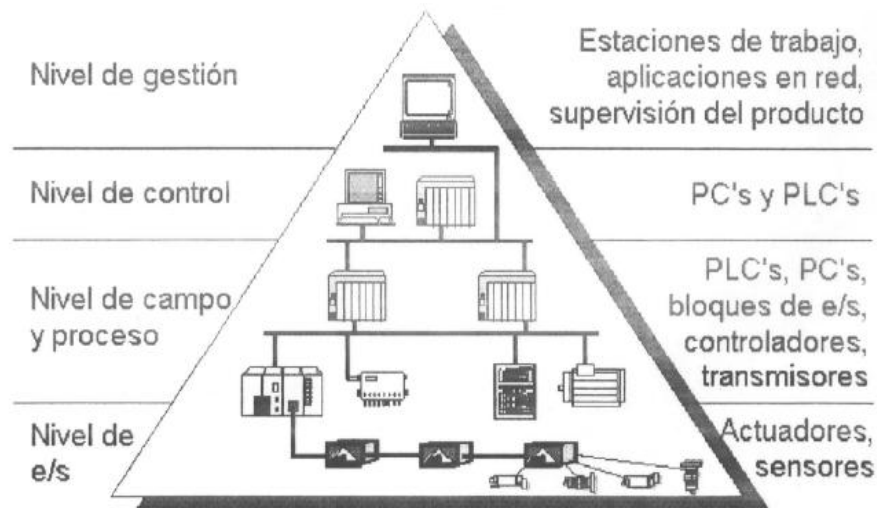 Nivel de gestión
Estaciones de trabajo,
aplicaciones en red,
supervisión del producto
Nivel de control
PC's y PLC's
Nivel de campo
y proceso
PLC's, PC's,
bloques de e/s,
controladores,
transmisores
Nivel de
e/s
Actuadores,
sensores